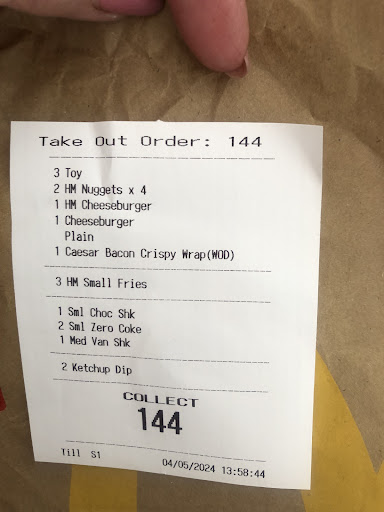 Take Out Order: 144
3 Toy
2 HM Nuggets x 4
1 HM Cheeseburger
1 Cheeseburger
Plain
1 Caesar Bacon Crispy Wrap(WOD)
3 HM Small Fries
1 Sml Choc Shk
2 Sml Zero Coke
1 Med Van Shk
2 Ketchup Dip
COLLECT
144
Till S1
04/05/2024 13:58:44